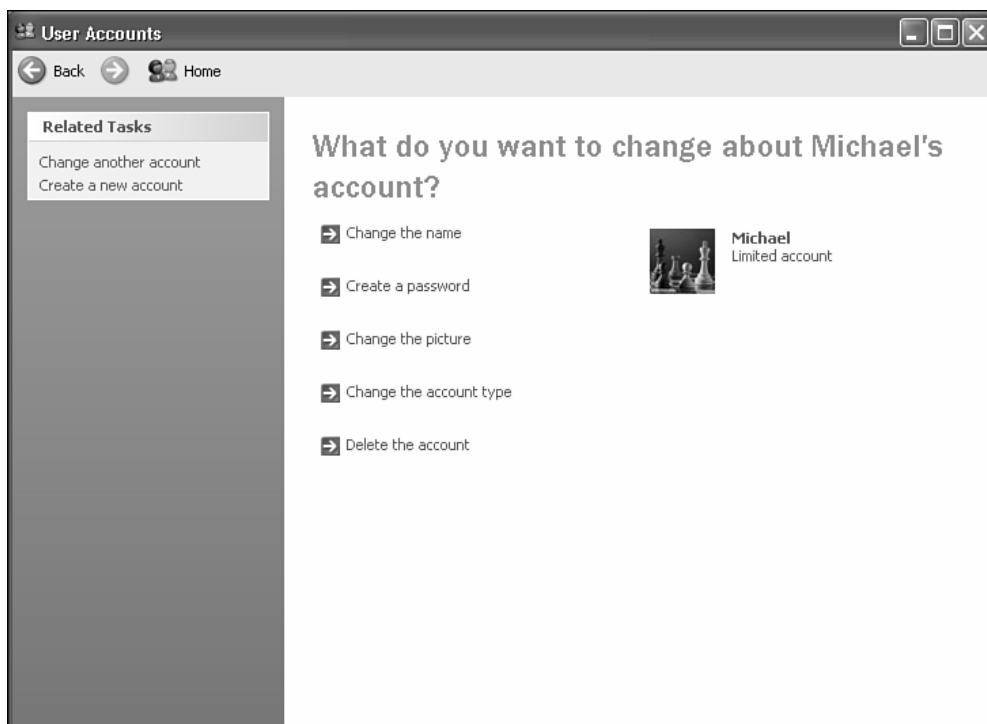 User Accounts
Back Home
Related Tasks
Change another account
Create a new account
What do you want to change about Michael's
account?
Change the name
Create a password
Change the picture
Change the account type
Delete the account
Michael
Limited account